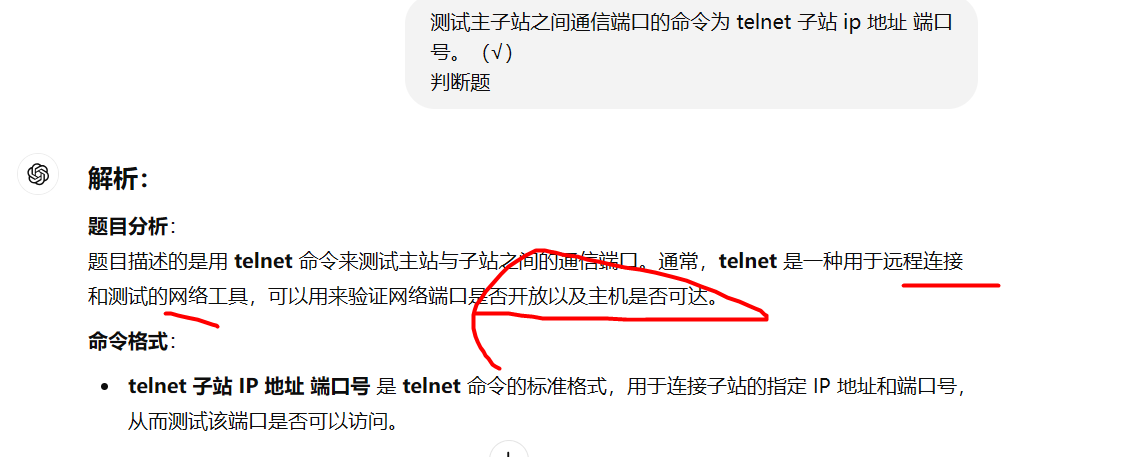 测试主子站之间通信端口的命令为 telnet 子站 ip 地址 端口
号。（√）
判断题
解析：
题目分析：
题目描述的是用 telnet 命令来测试主站与子站之间的通信端口。通常，telnet 是一种用于远程连接
和测试的网络工具，可以用来验证网络端口是否开放以及主机是否可达。
命令格式：
• telnet 子站 IP 地址 端口号 是 telnet 命令的标准格式，用于连接子站的指定 IP 地址和端口号，
从而测试该端口是否可以访问。